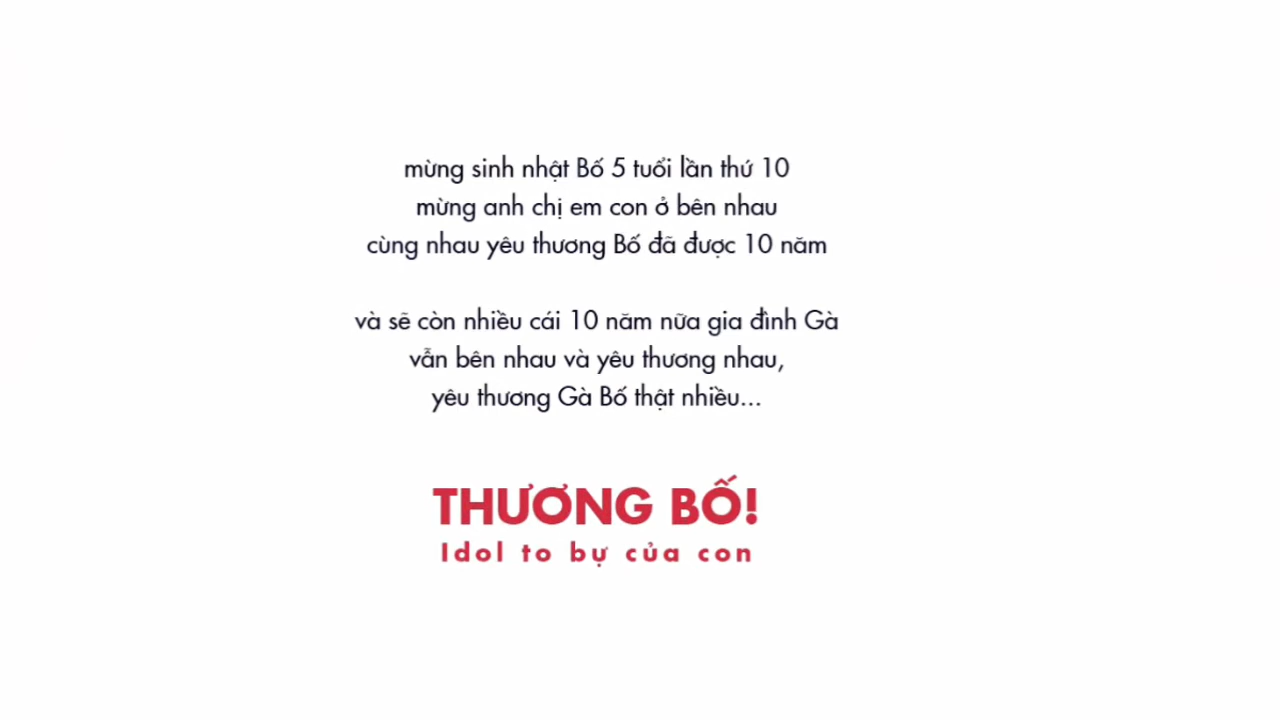 mừng sinh nhật Bố 5 tuổi lần thứ 10
mừng anh chị em con ở bên nhau
cùng nhau yêu thương Bố đã được 10 năm
và sẽ còn nhiều cái 10 năm nữa gia đình Gà
vẫn bên nhau và yêu thương nhau,
yêu thương Gà Bố thật nhiều...
THƯƠNG BỐ!
Idol to bự của con